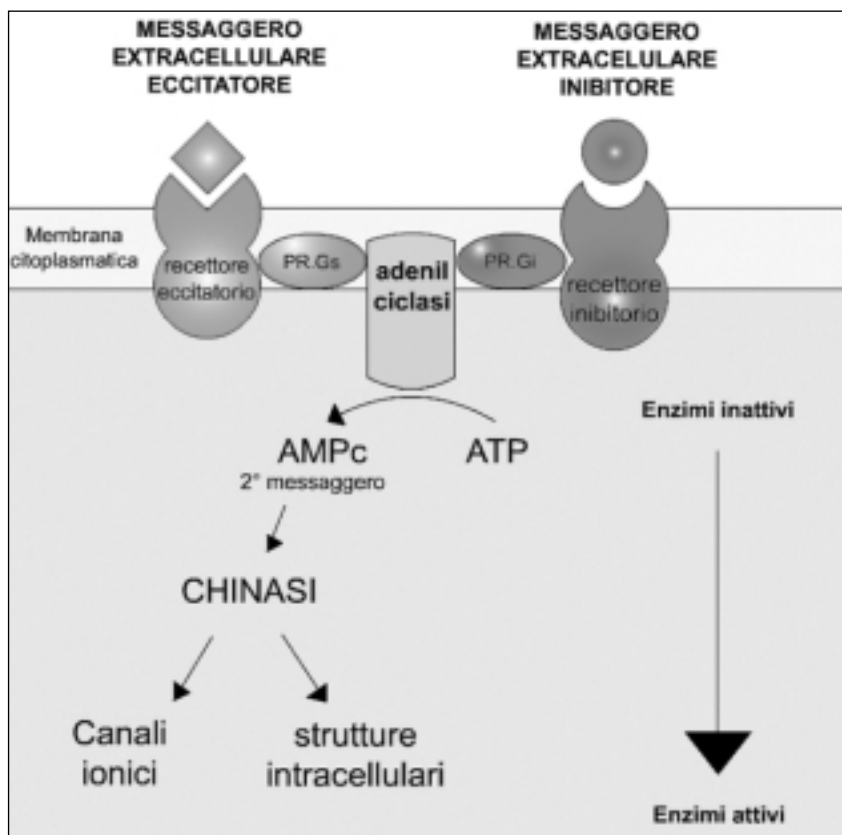 MESSAGGERO
EXTRACELLULARE
ECCITATORE
MESSAGGERO
EXTRACELULARE
INIBITORE
Membrana
citoplasmatica
recettore
eccitatorio
PR.Gs
adenil
ciclasi
PR.Gi
recettore
inibitorio
Enzimi inattivi
AMPc
2° messaggero
ATP
CHINASI
Canali
ionici
strutture
intracellulari
Enzimi attivi